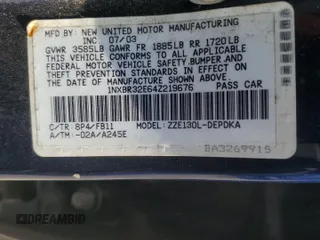 MFD. BY NEW UNITED MOTOR MANUFACTURING
INC 07/03
GVWR 3585LB GAWR FR 1885LB RR 1720LB
THIS VEHICLE CONFORMS TO ALL APPLICABLE
FEDERAL MOTOR VEHICLE SAFETY, BUMPER, AND
THEFT PREVENTION STANDARDS IN EFFECT ON
THE DATE OF MANUFACTURE SHOWN ABOVE.
1NXBR32E64Z219676 PASS CAR
C/TR: 8P4/FB11 MODEL: ZZE130L-DEPDKA
A/TM: -02A/A245E
BA3269915
DREAMBID